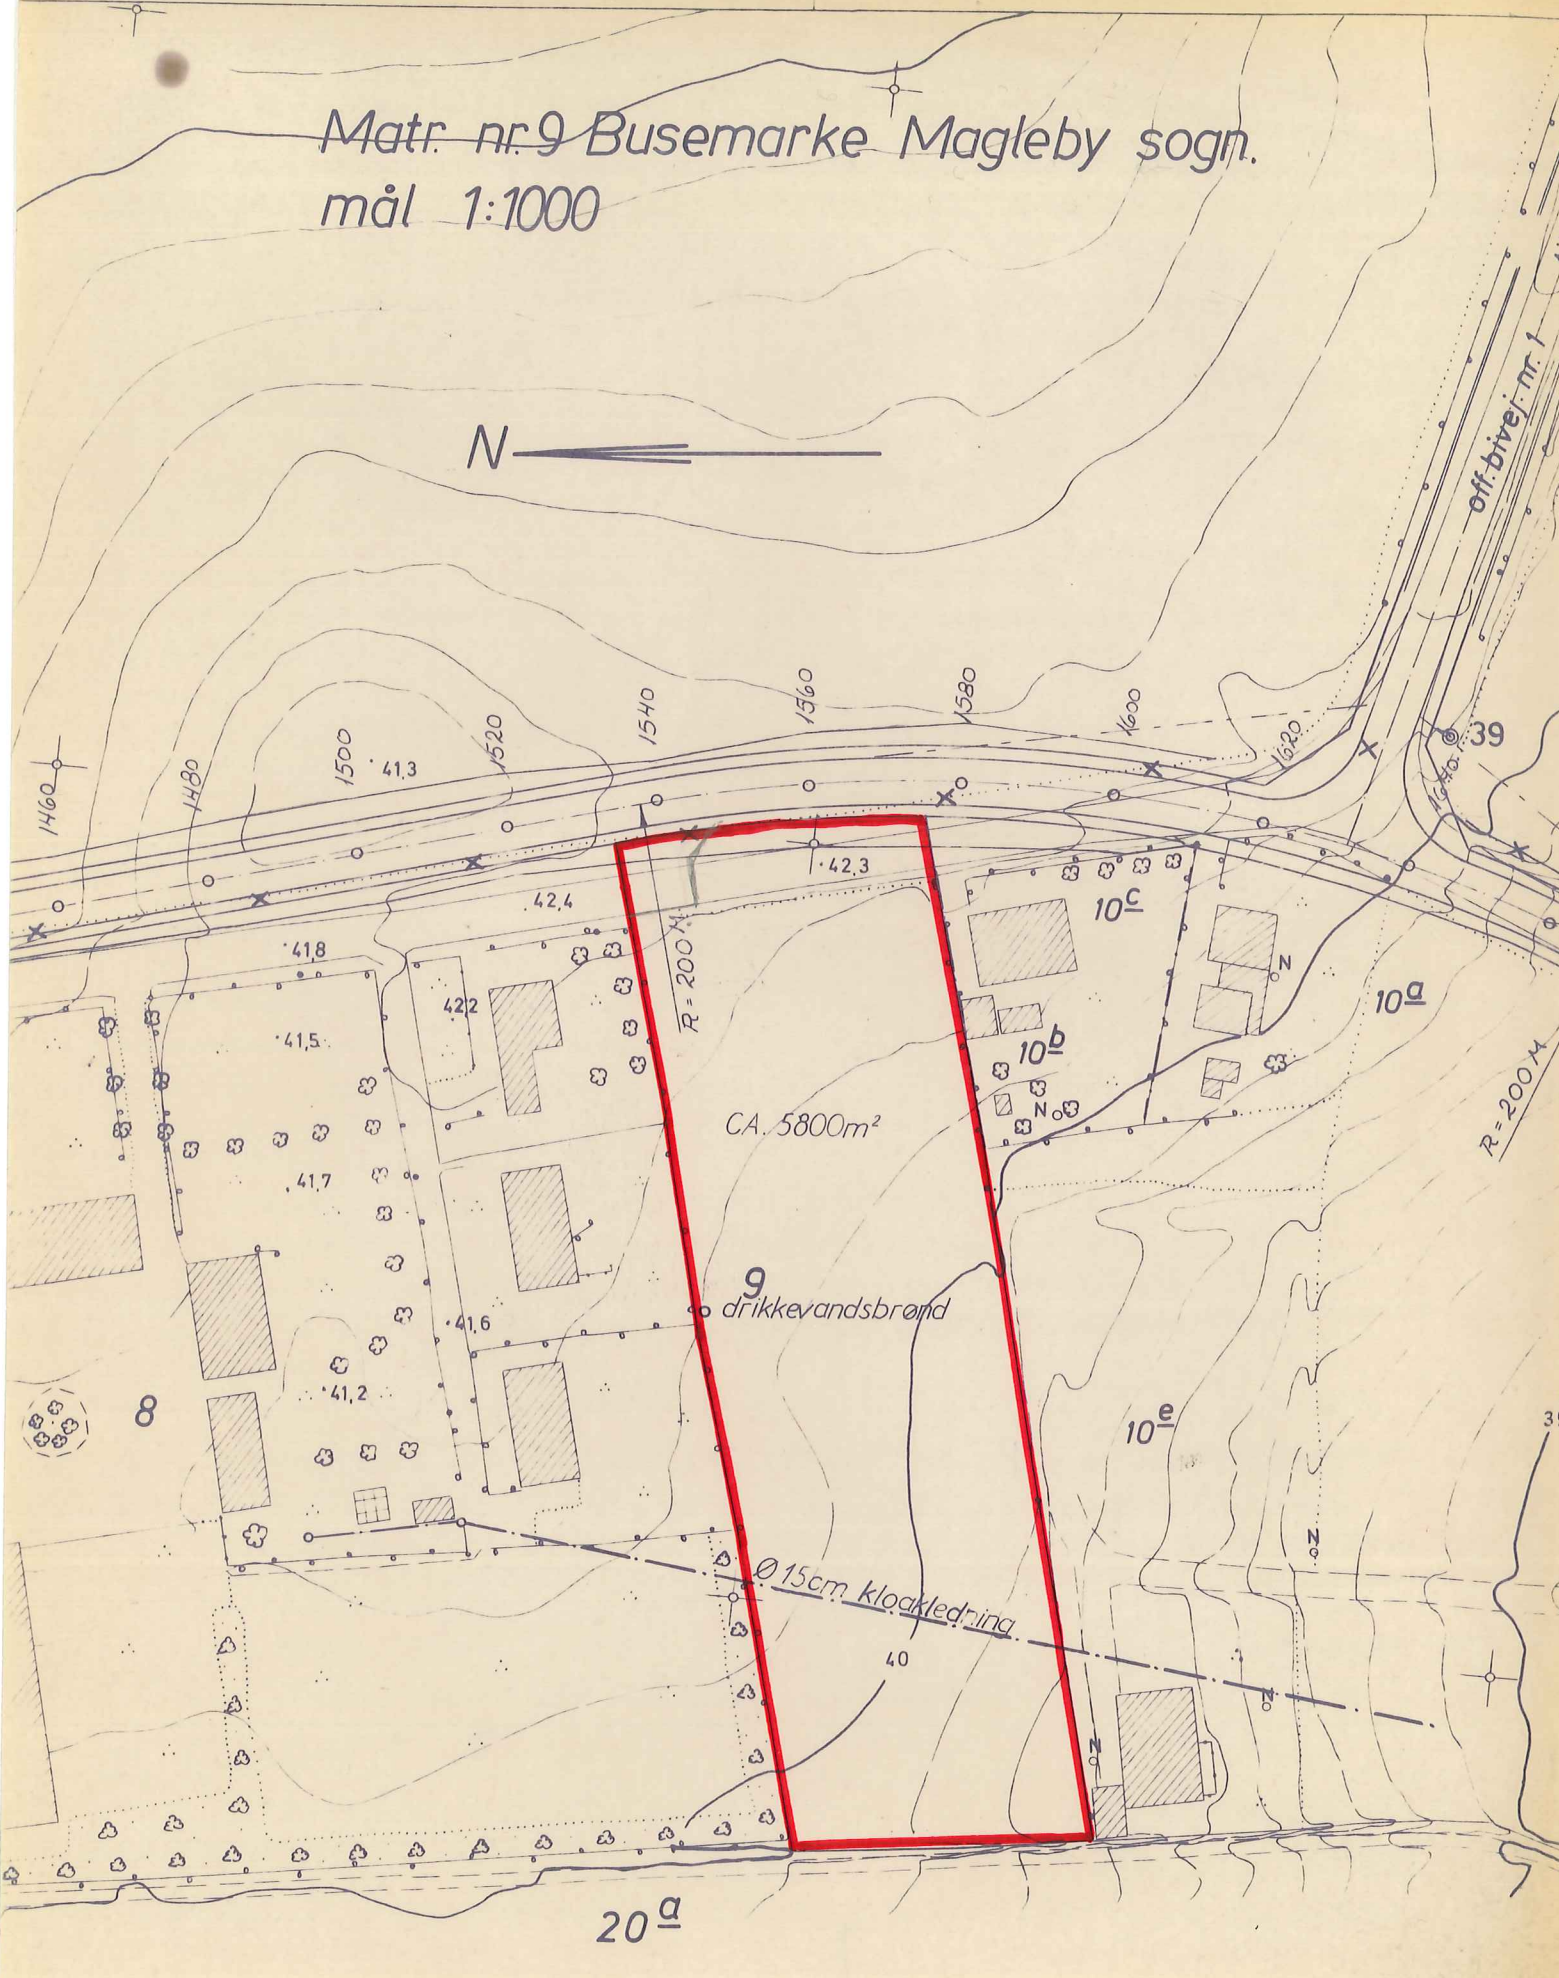 Matr. nr. 9 Busemarke Magleby sogn.
mål 1:1000
off. bivej. nr. 1
N
1460
1480
1500
1520
1540
1560
1580
1600
1620
41,3
39
42,3
42,4
10c
41,8
R = 200 M.
N
10a
42,2
41,5
10b
R = 200 M
N
CA. 5800m²
41,7
9
drikkevandsbrønd
41,6
41,2
8
10e
N
Ø 15cm kloakledning
40
N
N
20a